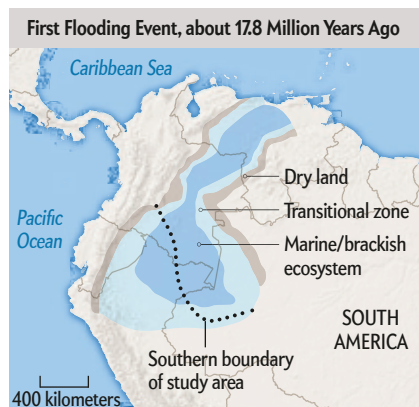 First Flooding Event, about 17.8 Million Years Ago
Caribbean Sea
Dry land
Transitional zone
Pacific
Ocean
Marine/brackish
ecosystem
SOUTH
AMERICA
Southern boundary
of study area
400 kilometers